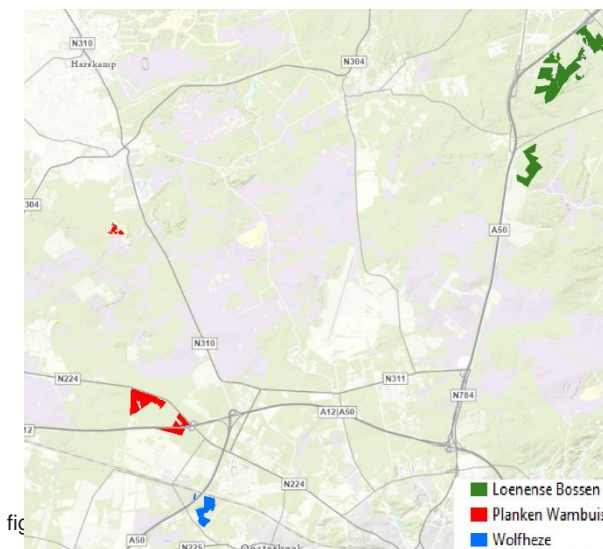 N310
Harskamp
N304
304
A50
N310
N224
N311
N784
A12|A50
12
N224
Loenense Bossen
Planken Wambuis
fig
A50
N225
Oosterbeek
Wolfheze